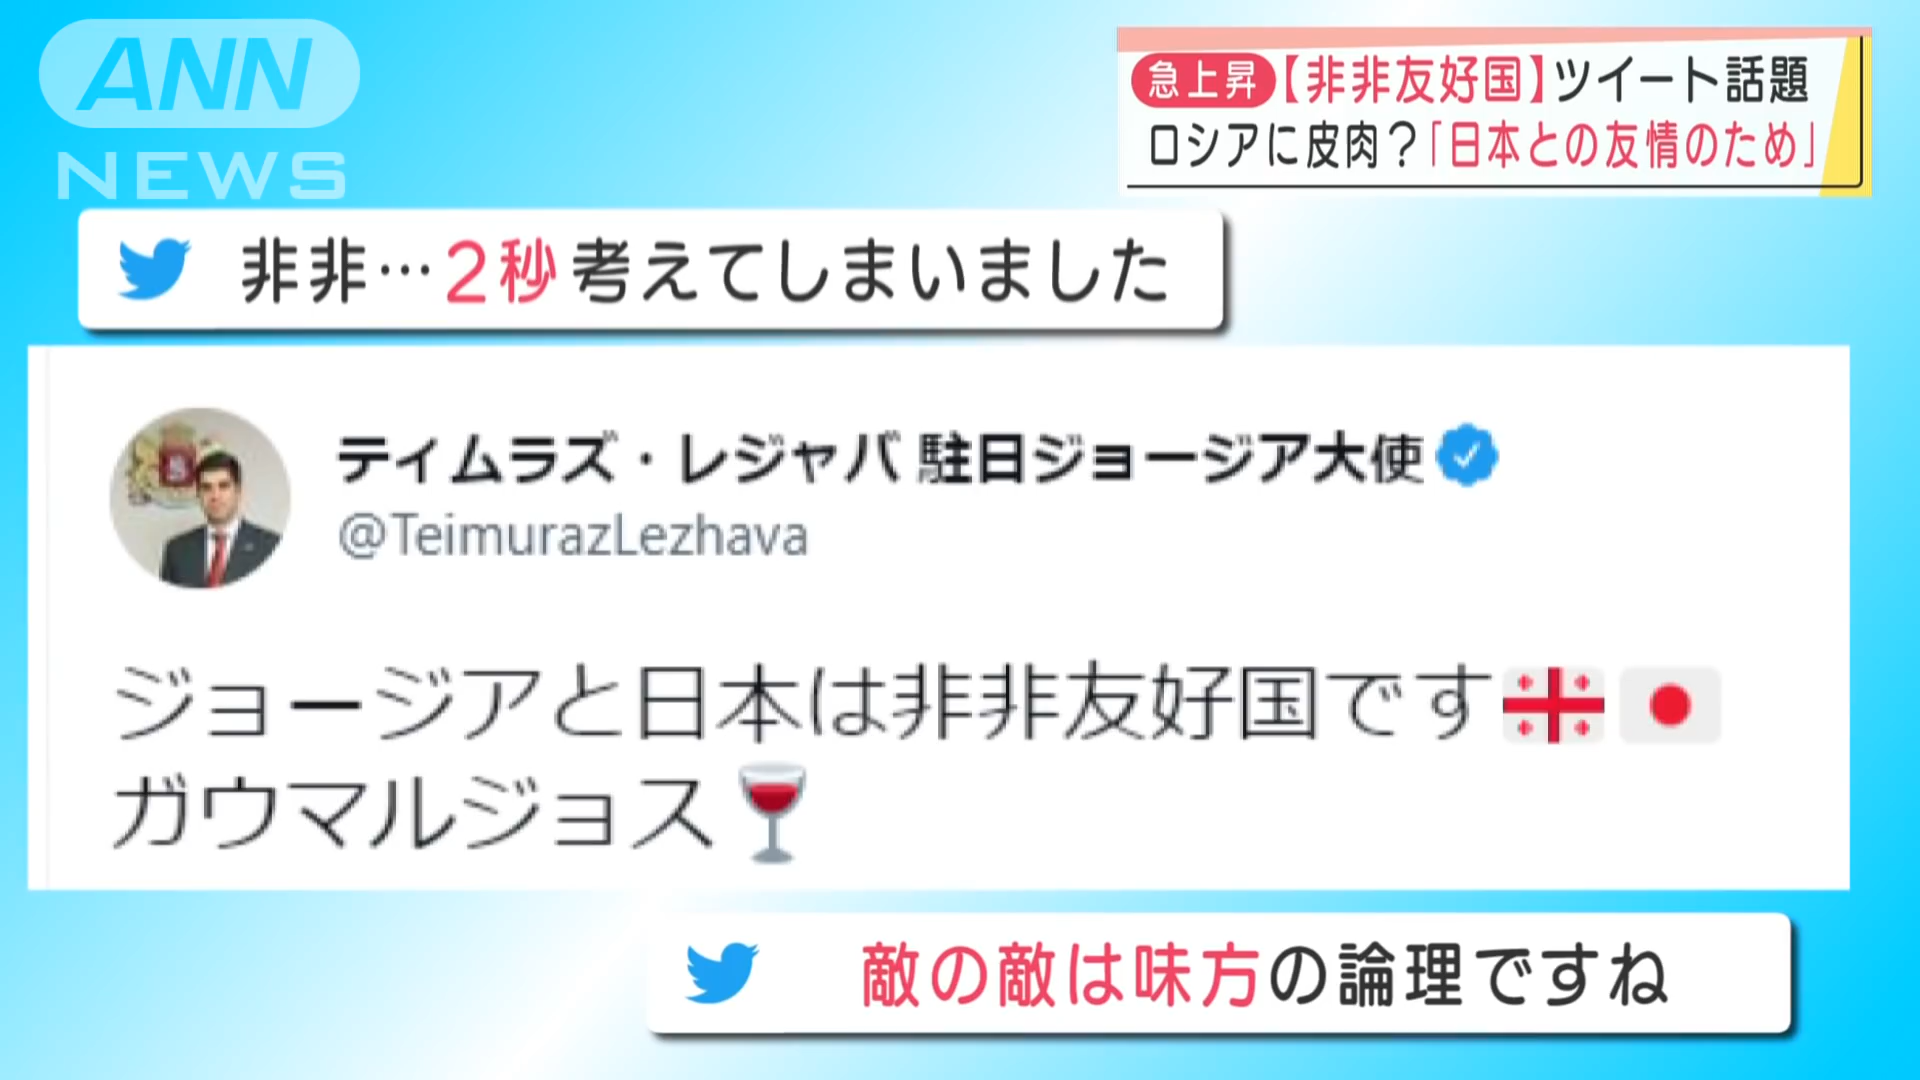 ANN
NEWS
急上昇【非非友好国】ツイート話題
ロシアに皮肉？「日本との友情のため」
非非…２秒考えてしまいました
ティムラズ・レジャバ 駐日ジョージア大使
@TeimurazLezhava
ジョージアと日本は非非友好国です🇬🇪🇯🇵
ガウマルジョス🍷
敵の敵は味方の論理ですね